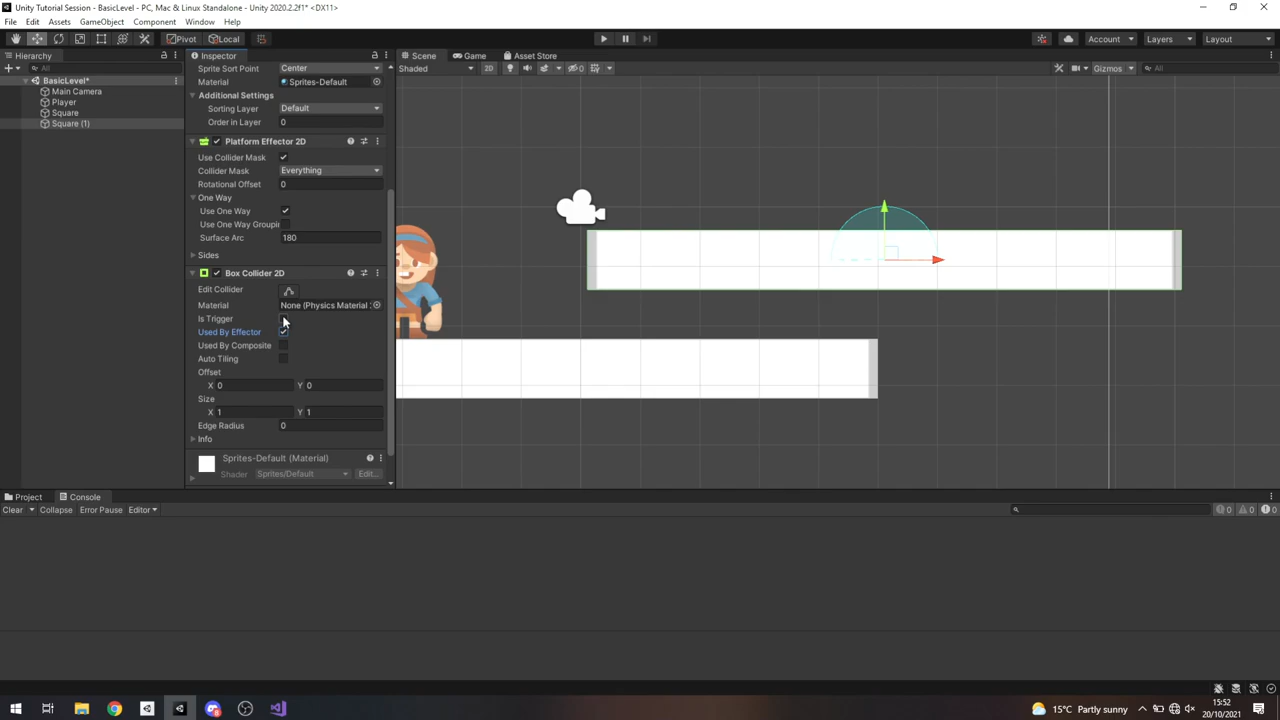 Unity Tutorial Session - BasicLevel - PC, Mac & Linux Standalone - Unity 2020.2.2f1* <DX11>
File Edit Assets GameObject Component Window Help
Pivot Local Account Layers Layout
Hierarchy Inspector Scene Game Asset Store
All Sprite Sort Point Center Shaded 2D 0 Gizmos All
BasicLevel* Material Sprites-Default
Main Camera Additional Settings
Player Sorting Layer Default
Square Order in Layer 0
Square (1)
Platform Effector 2D
Use Collider Mask
Collider Mask Everything
Rotational Offset 0
One Way
Use One Way
Use One Way Groupin
Surface Arc 180
Sides
Box Collider 2D
Edit Collider
Material None (Physics Material
Is Trigger
Used By Effector
Used By Composite
Auto Tiling
Offset
X 0 Y 0
Size
X 1 Y 1
Edge Radius 0
Info
Sprites-Default (Material)
Shader Sprites/Default Edit...
Project Console
Clear Collapse Error Pause Editor 0 0 0
15°C Partly sunny 15:52
20/10/2021